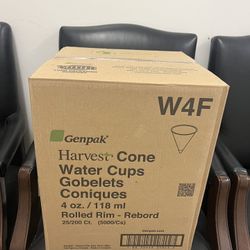 W4F
Genpak®
Harvest® Cone
Water Cups
Gobelets
Coniques
4 oz. / 118 ml
Rolled Rim - Rebord
25/200 Ct. (5000/Cs)